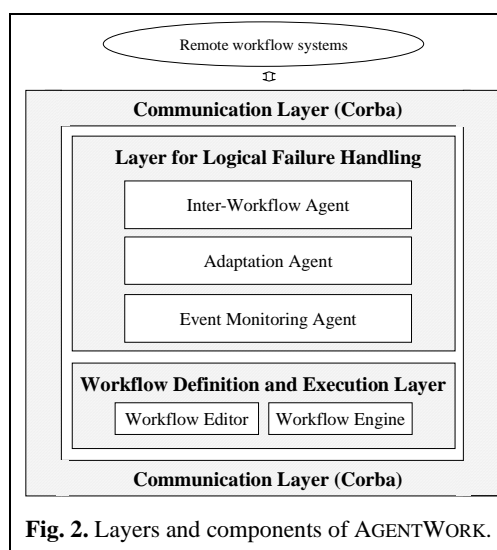 Remote workflow systems
Communication Layer (Corba)
Layer for Logical Failure Handling
Inter-Workflow Agent
Adaptation Agent
Event Monitoring Agent
Workflow Definition and Execution Layer
Workflow Editor
Workflow Engine
Communication Layer (Corba)
Fig. 2. Layers and components of AGENTWORK.